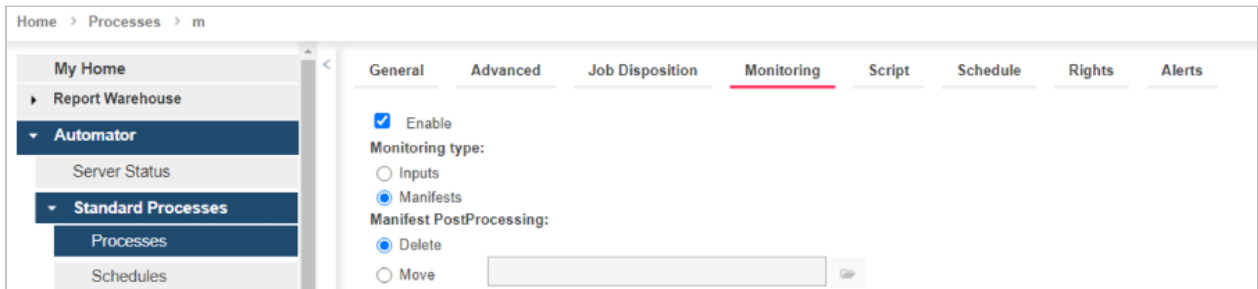 Home > Processes > m
My Home
Report Warehouse
Automator
Server Status
Standard Processes
Processes
Schedules
General Advanced Job Disposition Monitoring Script Schedule Rights Alerts
Enable
Monitoring type:
Inputs
Manifests
Manifest PostProcessing:
Delete
Move